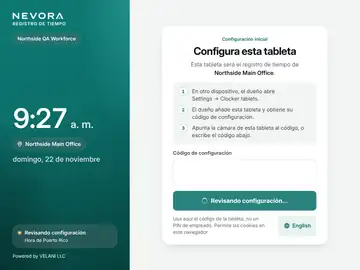 NEVORA
REGISTRO DE TIEMPO
Northside QA Workforce
9:27 a. m.
Northside Main Office
domingo, 22 de noviembre
Revisando configuración
Hora de Puerto Rico
Powered by VELANI LLC
Configuración inicial
Configura esta tableta
Esta tableta será el registro de tiempo de
Northside Main Office.
1 En otro dispositivo, el dueño abre
Settings → Clocker tablets.
2 El dueño añade esta tableta y obtiene su
código de configuración.
3 Apunta la cámara de esta tableta al código, o
escribe el código abajo.
Código de configuración
Revisando configuración...
Usa aquí el código de la tableta, no un
PIN de empleado. Permite las cookies en
este navegador.
English